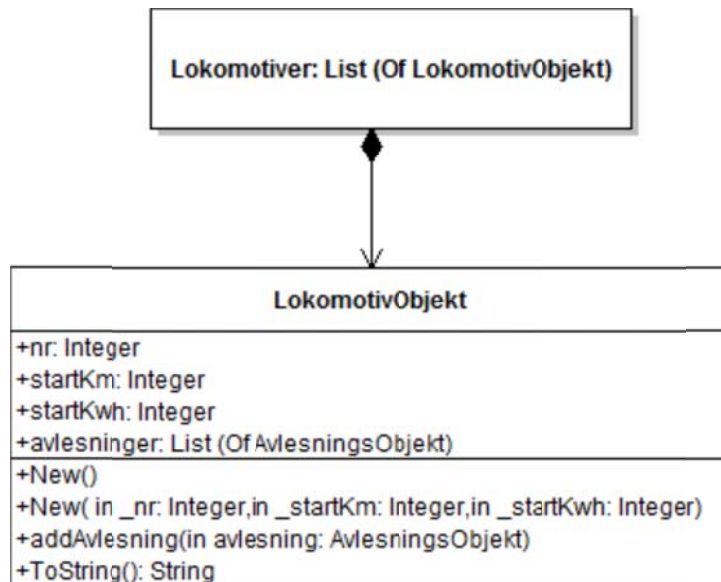 Lokomotiver: List (Of LokomotivObjekt)
LokomotivObjekt
+nr: Integer
+startKm: Integer
+startKwh: Integer
+avlesninger: List (Of AvlesningsObjekt)
+New()
+New( in _nr: Integer,in _startKm: Integer,in _startKwh: Integer)
+addAvlesning(in avlesning: AvlesningsObjekt)
+ToString(): String